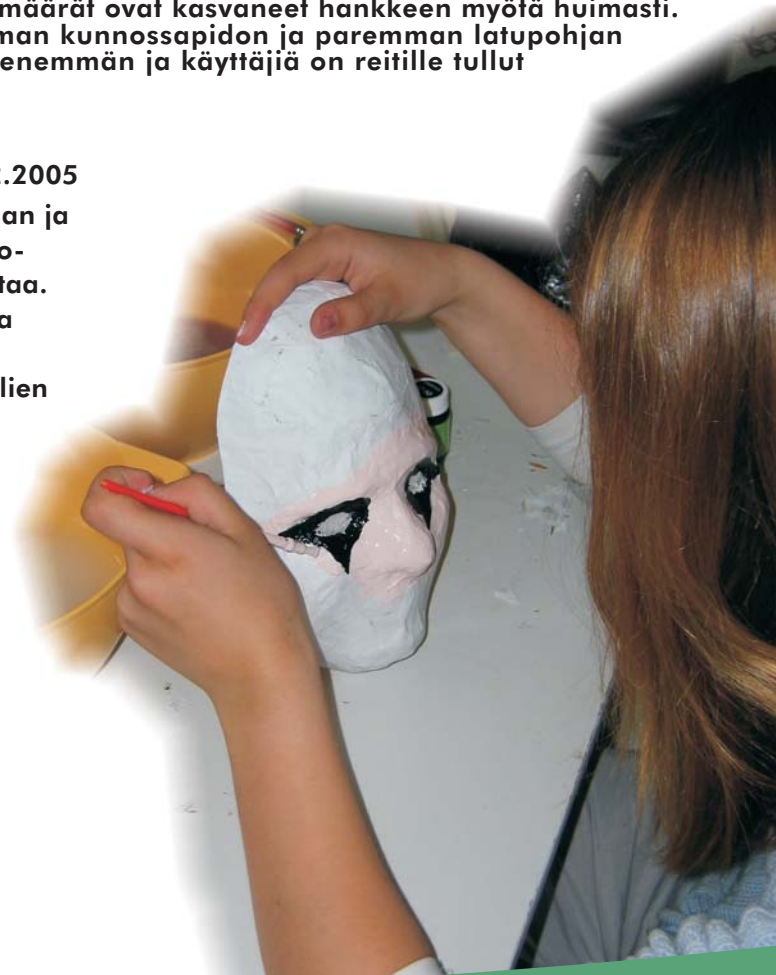 määrät ovat kasvaneet hankkeen myötä huimasti.
man kunnossapidon ja paremman latupohjan
enemmän ja käyttäjiä on reitille tullut
.2005
an ja
o-
taa.
a
lien